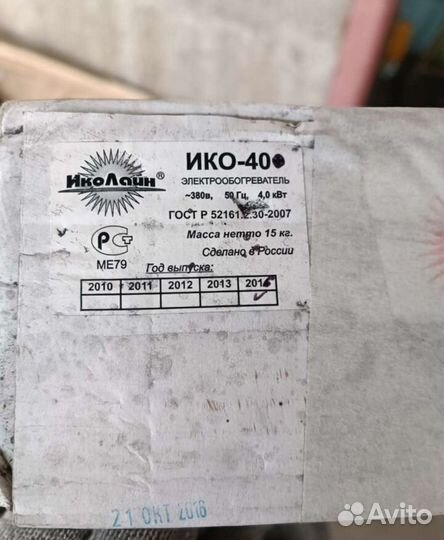 ИкоЛайн®
ИКО-40
ЭЛЕКТРООБОГРЕВАТЕЛЬ
~380в, 50 Гц, 4,0 кВт
ГОСТ Р 52161.2.30-2007
Масса нетто 15 кг.
Сделано в России
РСТ
МЕ79
Год выпуска:
2010 2011 2012 2013
21 ОКТ 2016
Avito